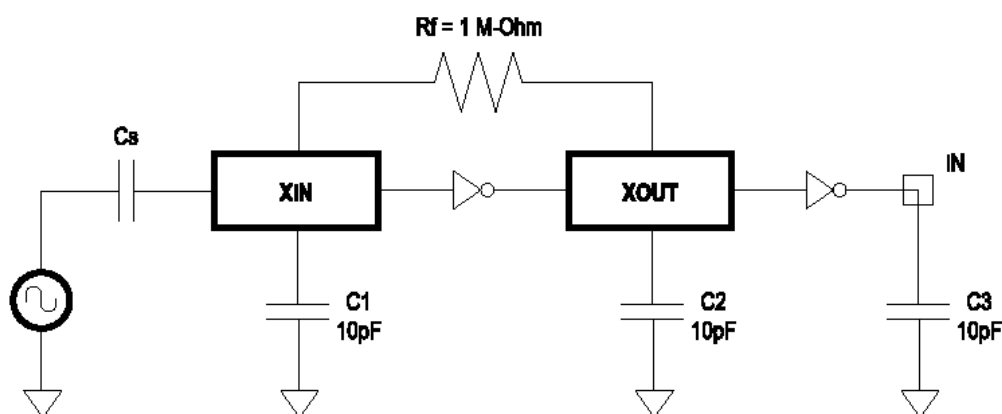 Rf = 1 M-Ohm
Cs
XIN
XOUT
IN
C1
10pF
C2
10pF
C3
10pF